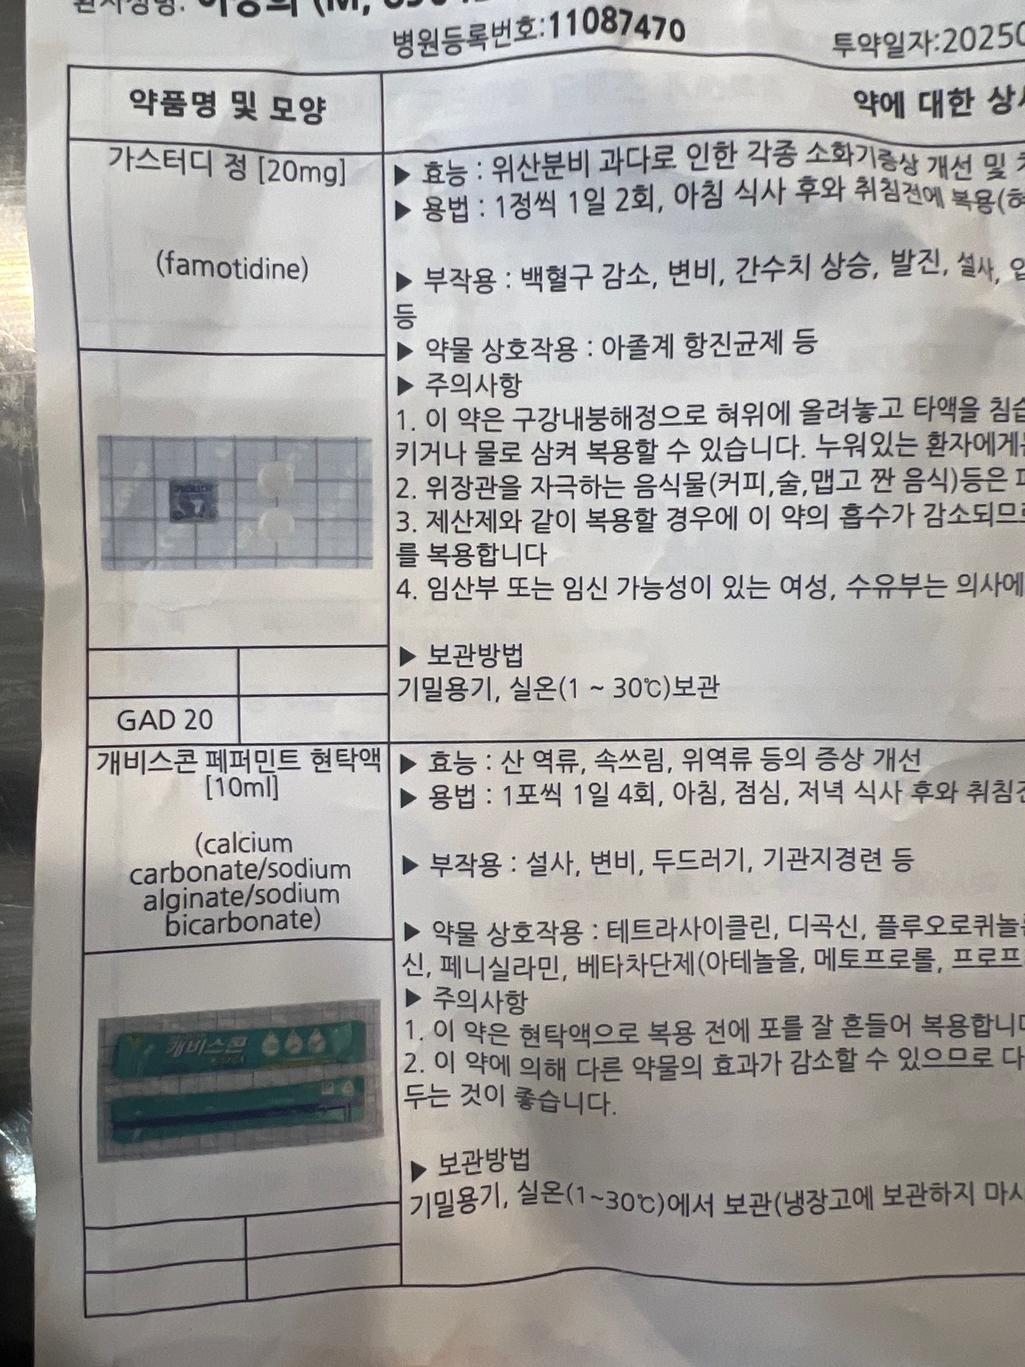 병원등록번호:11087470
투약일자:2025
약품명 및 모양
약에 대한
가스터디 정 [20mg]
(famotidine)
GAD 20
▶ 효능 : 위산분비 과다로 인한 각종 소화기증상 개선 및
▶ 용법 : 1정씩 1일 2회, 아침 식사 후와 취침전에 복용(
▶ 부작용 : 백혈구 감소, 변비, 간수치 상승, 발진, 설사,
등
▶ 약물 상호작용 : 아졸계 항진균제 등
▶ 주의사항
1. 이 약은 구강내붕해정으로 혀위에 올려놓고 타액을
키거나 물로 삼켜 복용할 수 있습니다. 누워있는 환자에게
2. 위장관을 자극하는 음식물(커피,술,맵고 짠 음식)등은
3. 제산제와 같이 복용할 경우에 이 약의 흡수가 감소되므
를 복용합니다
4. 임산부 또는 임신 가능성이 있는 여성, 수유부는 의사에
▶ 보관방법
기밀용기, 실온(1 ~ 30℃)보관
개비스콘 페퍼민트 현탁액
[10ml]
(calcium
carbonate/sodium
alginate/sodium
bicarbonate)
개비스콘
▶ 효능 : 산 역류, 속쓰림, 위역류 등의 증상 개선
▶ 용법 : 1포씩 1일 4회, 아침, 점심, 저녁 식사 후와 취침
▶ 부작용 : 설사, 변비, 두드러기, 기관지경련 등
▶ 약물 상호작용 : 테트라사이클린, 디곡신, 플루오로퀴놀
신, 페니실라민, 베타차단제(아테놀올, 메토프로롤, 프로프
▶ 주의사항
1. 이 약은 현탁액으로 복용 전에 포를 잘 흔들어 복용합니
2. 이 약에 의해 다른 약물의 효과가 감소할 수 있으므로 다
두는 것이 좋습니다.
▶ 보관방법
기밀용기, 실온(1~30℃)에서 보관(냉장고에 보관하지 마